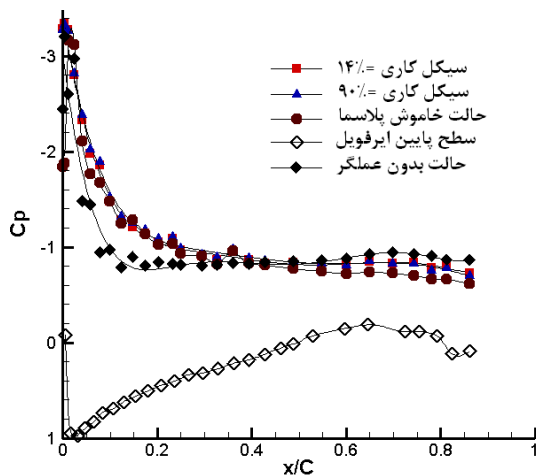 -3
-2
-1
0
1
Cp
سیکل کاری =۱۴٪
سیکل کاری =۹۰٪
حالت خاموش پلاسما
سطح پایین ایرفویل
حالت بدون عملگر
0 0.2 0.4 0.6 0.8 1
x/C